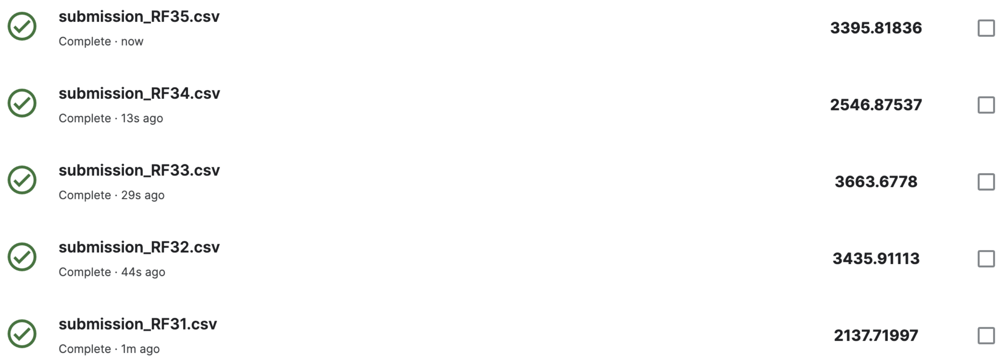 submission_RF35.csv
Complete · now
3395.81836
submission_RF34.csv
Complete · 13s ago
2546.87537
submission_RF33.csv
Complete · 29s ago
3663.6778
submission_RF32.csv
Complete · 44s ago
3435.91113
submission_RF31.csv
Complete · 1m ago
2137.71997